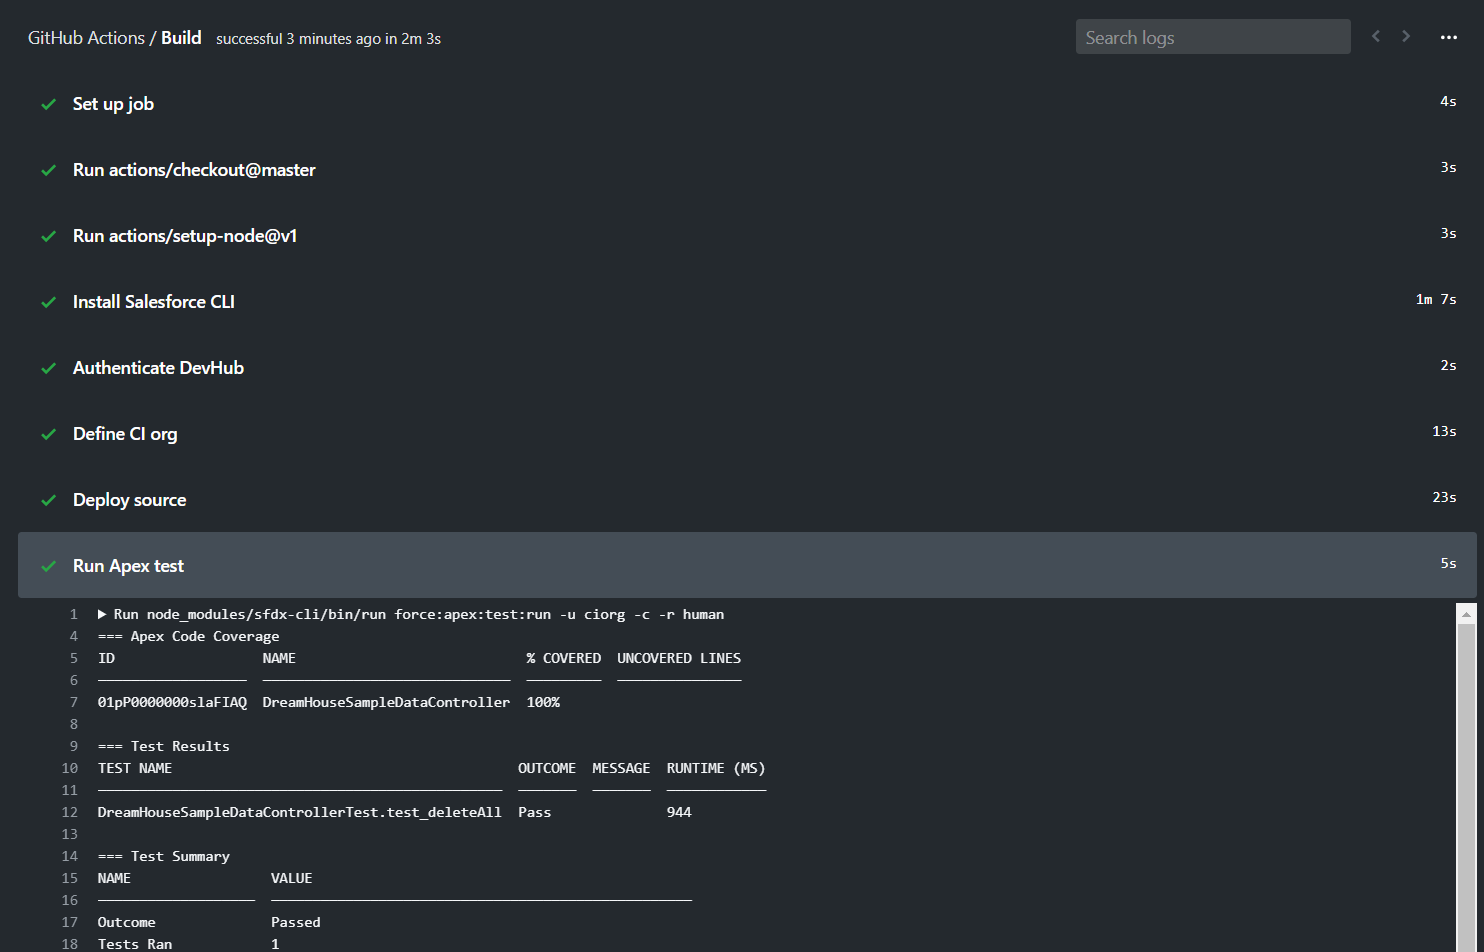 GitHub Actions / Build successful 3 minutes ago in 2m 3s Search logs
Set up job 4s
Run actions/checkout@master 3s
Run actions/setup-node@v1 3s
Install Salesforce CLI 1m 7s
Authenticate DevHub 2s
Define CI org 13s
Deploy source 23s
Run Apex test 5s
1 Run node_modules/sfdx-cli/bin/run force:apex:test:run -u ciorg -c -r human
4 === Apex Code Coverage
5 ID NAME % COVERED UNCOVERED LINES
6
7 01pP0000000slaFIAQ DreamHouseSampleDataController 100%
8
9 === Test Results
10 TEST NAME OUTCOME MESSAGE RUNTIME (MS)
11
12 DreamHouseSampleDataControllerTest.test_deleteAll Pass 944
13
14 === Test Summary
15 NAME VALUE
16
17 Outcome Passed
18 Tests Ran 1